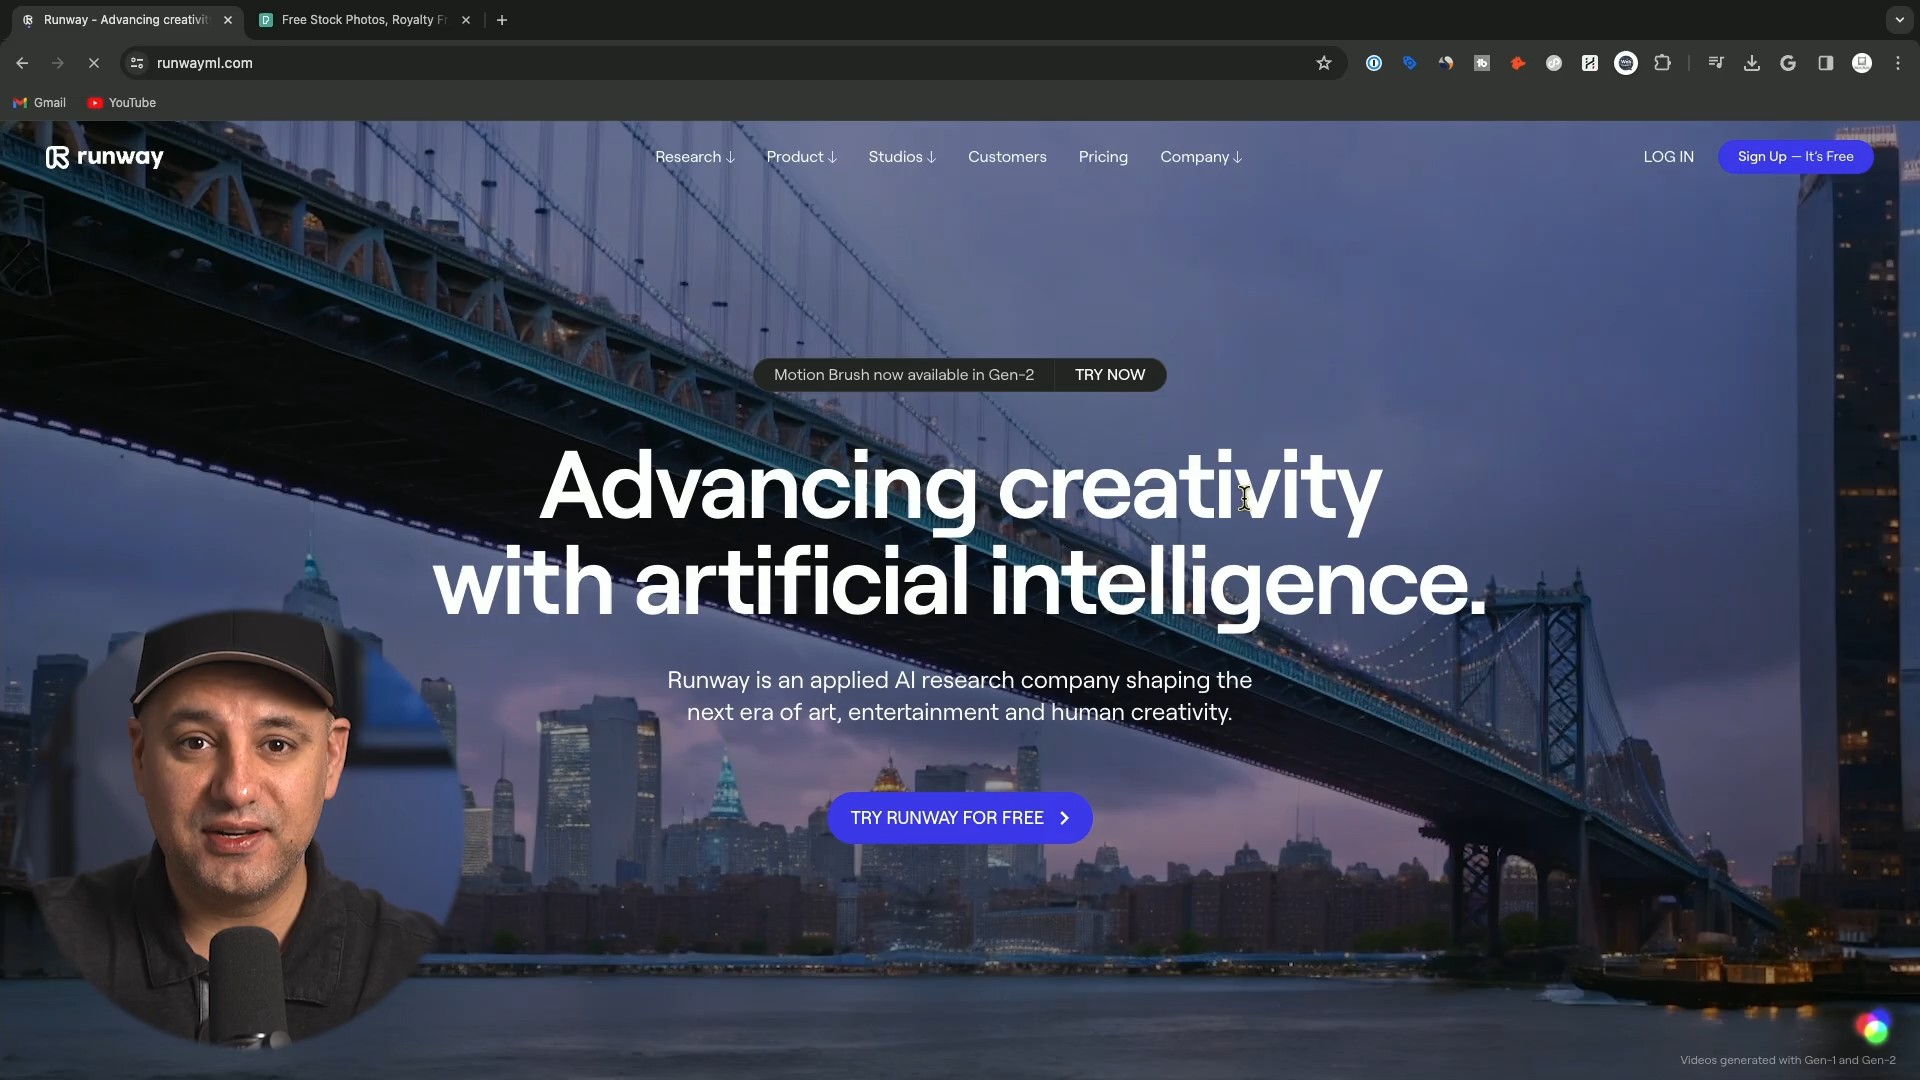 Runway - Advancing creativit
Free Stock Photos, Royalty Fr
runwayml.com
Gmail
YouTube
runway
Research ↓
Product ↓
Studios ↓
Customers
Pricing
Company ↓
LOG IN
Sign Up — It's Free
Motion Brush now available in Gen-2
TRY NOW
Advancing creativity
with artificial intelligence.
Runway is an applied AI research company shaping the
next era of art, entertainment and human creativity.
TRY RUNWAY FOR FREE
Videos generated with Gen-1 and Gen-2